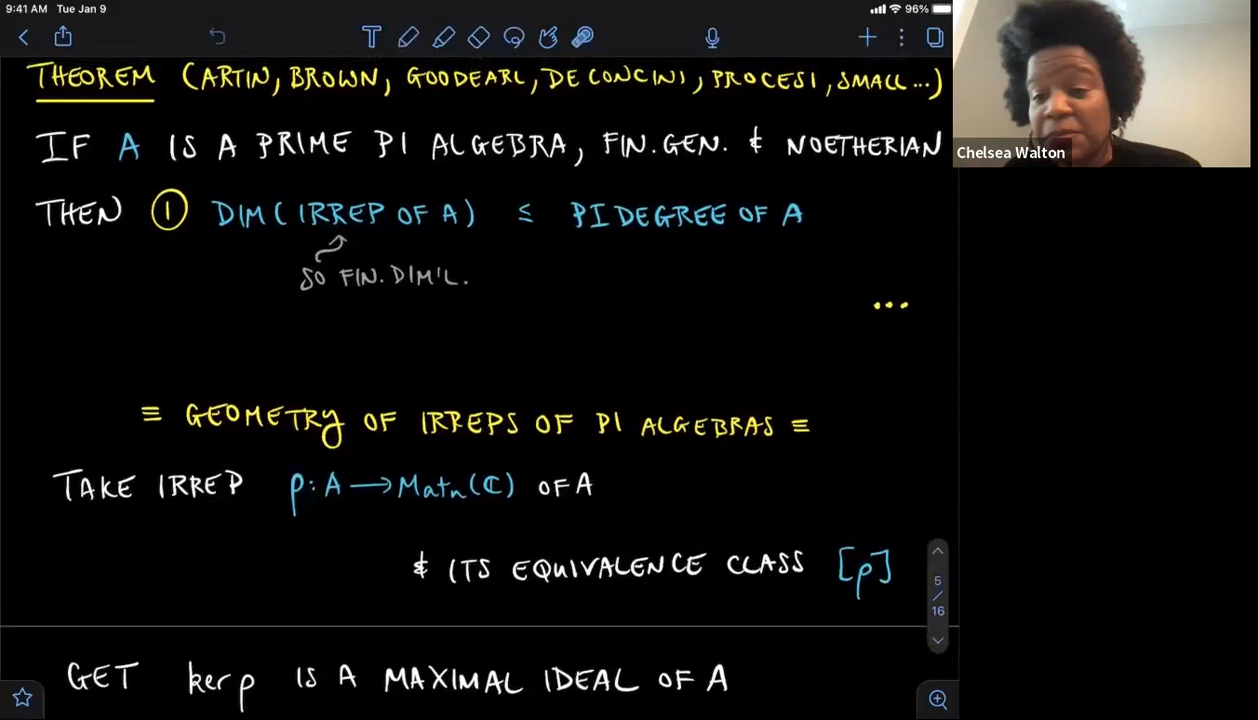 9:41 AM Tue Jan 9
96%
THEOREM (ARTIN, BROWN, GOODEARL, DE CONCINI, PROCESI, SMALL...)
IF A IS A PRIME PI ALGEBRA, FIN. GEN. & NOETHERIAN
Chelsea Walton
THEN ① DIM(IRREP OF A) ≤ PI DEGREE OF A
SO FIN. DIM'L.
...
≡ GEOMETRY OF IRREPS OF PI ALGEBRAS ≡
TAKE IRREP ρ: A ⟶ Matn(ℂ) OF A
& ITS EQUIVALENCE CLASS [ρ]
5
/
16
GET ker ρ IS A MAXIMAL IDEAL OF A